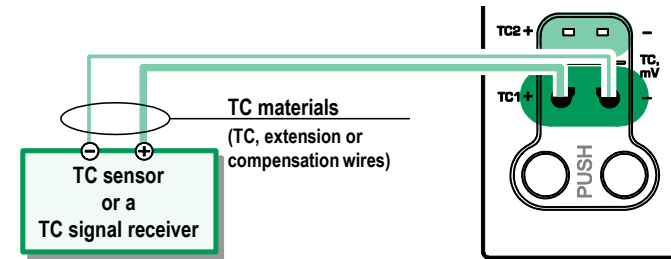 TC2 + –
TC, mV
TC1 + –
TC materials
(TC, extension or
compensation wires)
– +
TC sensor
or a
TC signal receiver
PUSH